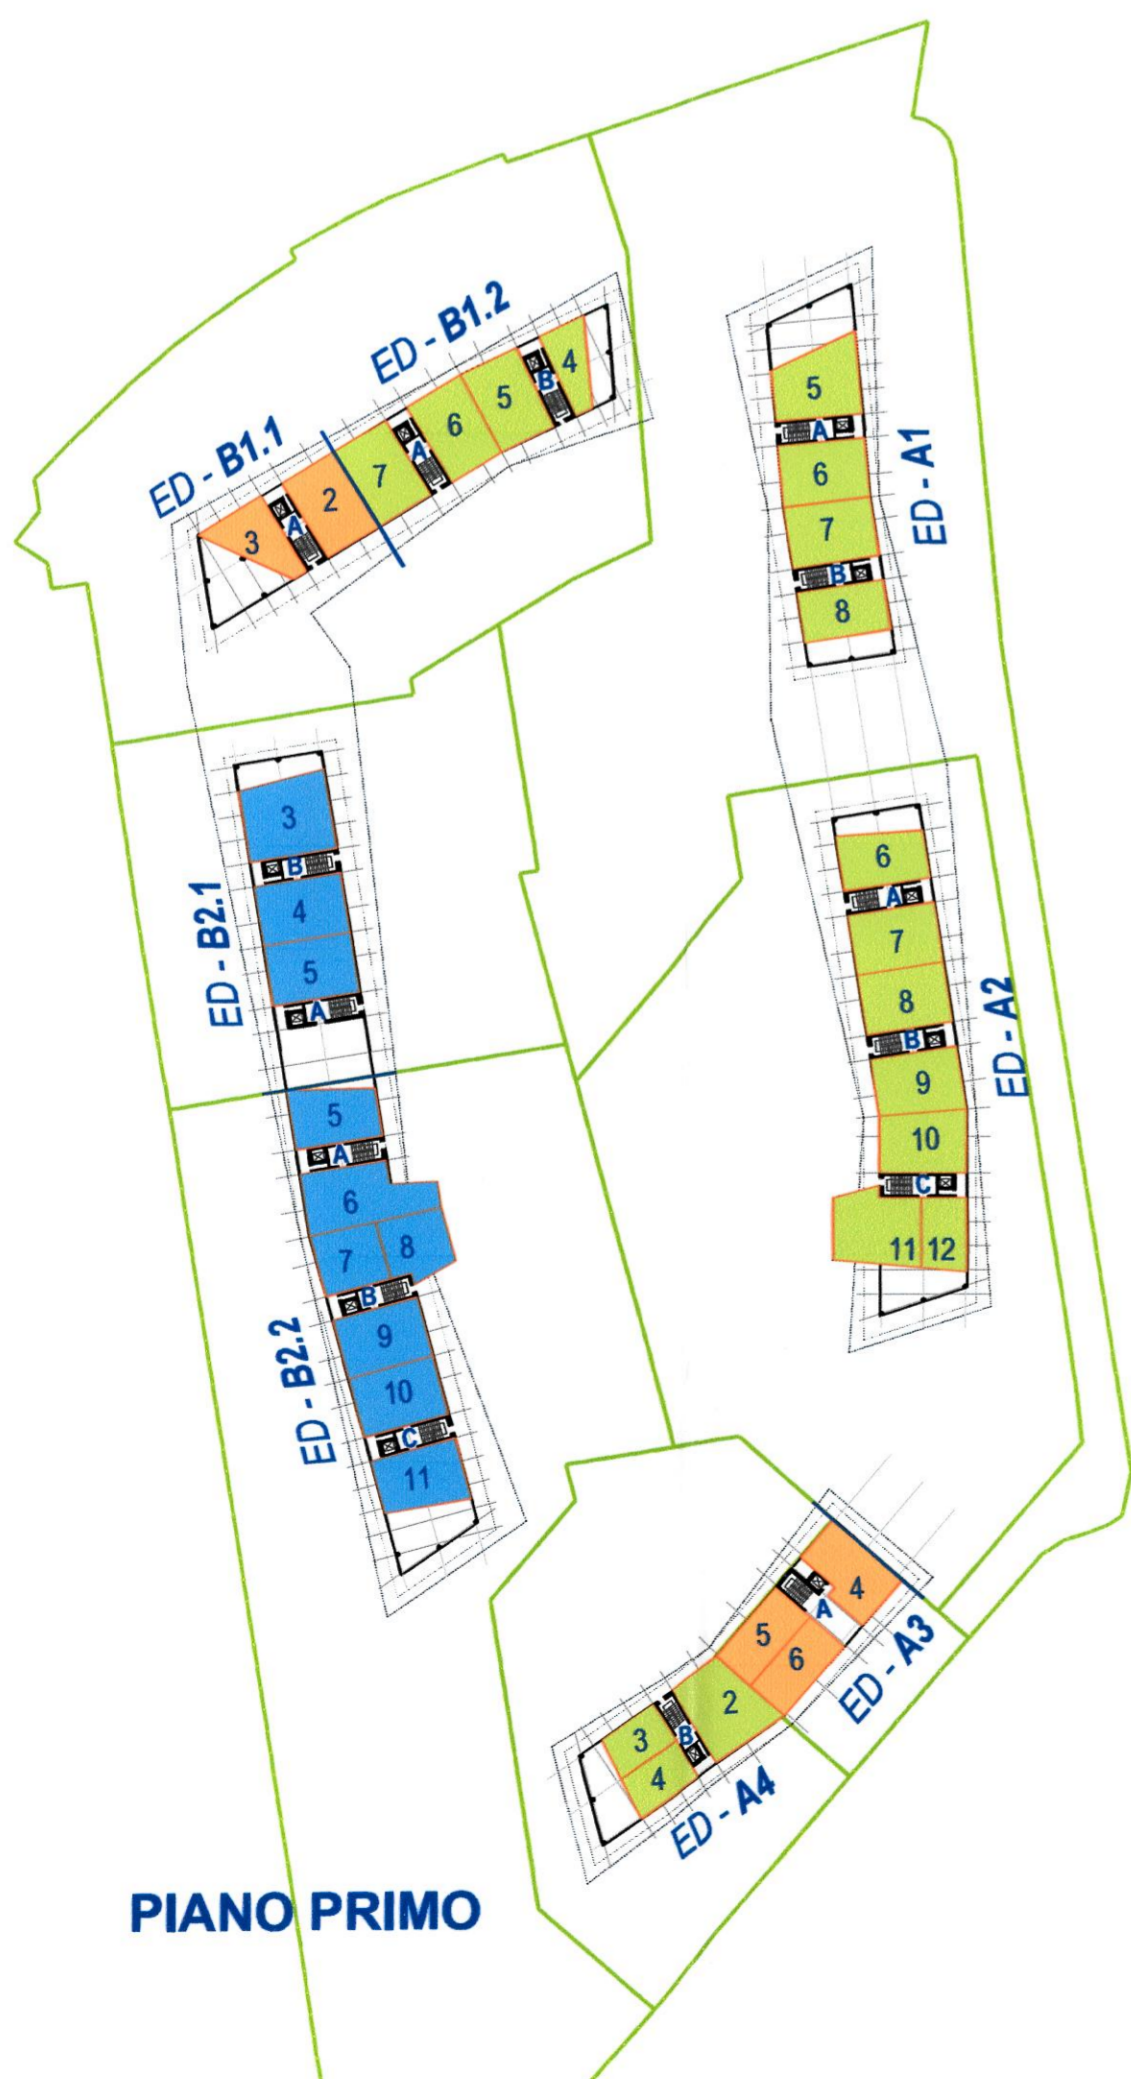 ED - B1.2
4
B
5
6
A
7
ED - B1.1
2
A
3
ED - A1
5
A
6
7
B
8
ED - B2.1
3
B
4
5
A
ED - A2
6
A
7
8
B
9
10
C
11 12
ED - B2.2
5
A
6
7 8
B
9
10
C
11
ED - A3
4
A
5
6
ED - A4
2
B
3
4
PIANO PRIMO